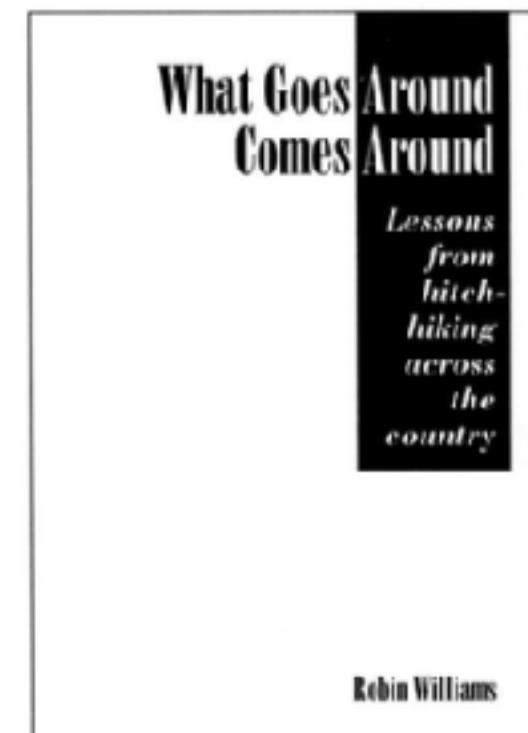 What Goes Around
Comes Around
Lessons
from
hitch-
hiking
across
the
country
Robin Williams